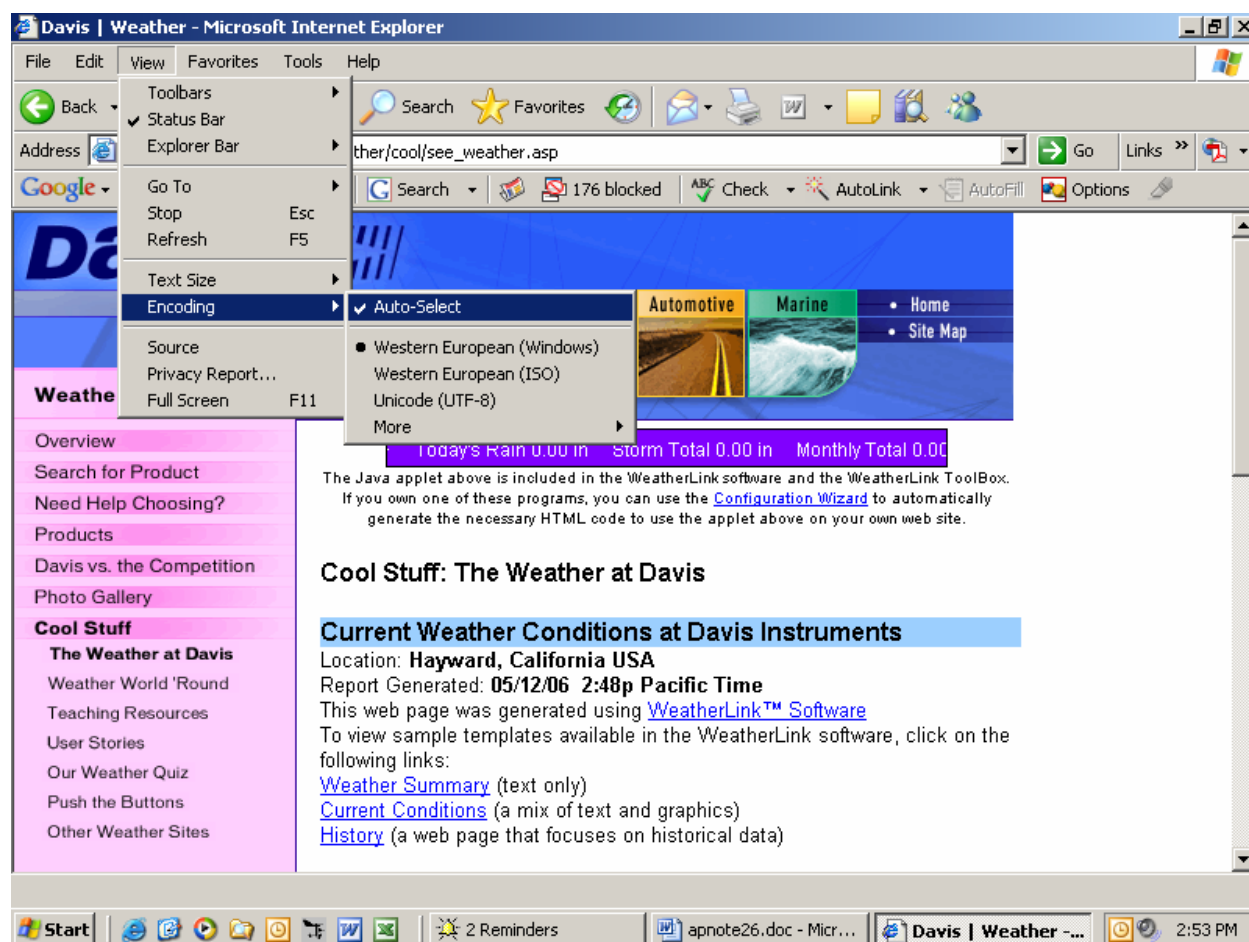 Davis | Weather - Microsoft Internet Explorer
File Edit View Favorites Tools Help
Back Search Favorites
Toolbars
Status Bar
Explorer Bar
Go To
Stop Esc
Refresh F5
Text Size
Encoding
Source
Privacy Report...
Full Screen F11
Auto-Select
Western European (Windows)
Western European (ISO)
Unicode (UTF-8)
More
Address ther/cool/see_weather.asp Go Links »
Google Search 176 blocked ABC Check AutoLink AutoFill Options
Automotive Marine • Home
• Site Map
Weathe
Overview
Search for Product
Need Help Choosing?
Products
Davis vs. the Competition
Photo Gallery
Cool Stuff
The Weather at Davis
Weather World 'Round
Teaching Resources
User Stories
Our Weather Quiz
Push the Buttons
Other Weather Sites
Today's Rain 0.00 in Storm Total 0.00 in Monthly Total 0.00
The Java applet above is included in the WeatherLink software and the WeatherLink ToolBox.
If you own one of these programs, you can use the Configuration Wizard to automatically
generate the necessary HTML code to use the applet above on your own web site.
Cool Stuff: The Weather at Davis
Current Weather Conditions at Davis Instruments
Location: Hayward, California USA
Report Generated: 05/12/06 2:48p Pacific Time
This web page was generated using WeatherLink™ Software
To view sample templates available in the WeatherLink software, click on the
following links:
Weather Summary (text only)
Current Conditions (a mix of text and graphics)
History (a web page that focuses on historical data)
Start 2 Reminders apnote26.doc - Micr... Davis | Weather -... 2:53 PM